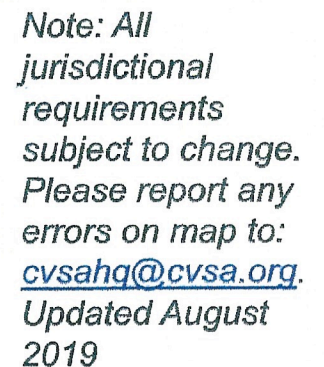 Note: All
jurisdictional
requirements
subject to change.
Please report any
errors on map to:
cvsahq@cvsa.org.
Updated August
2019